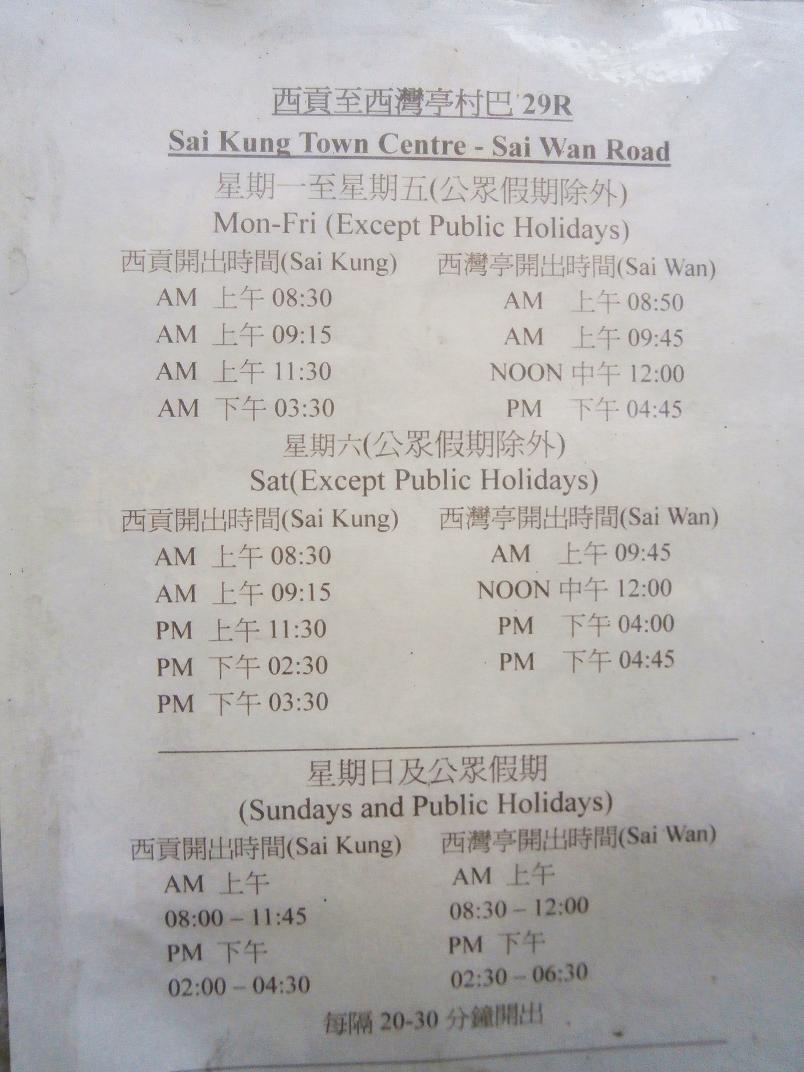 西貢至西灣亭村巴 29R
Sai Kung Town Centre - Sai Wan Road
星期一至星期五(公眾假期除外)
Mon-Fri (Except Public Holidays)
西貢開出時間(Sai Kung) 西灣亭開出時間(Sai Wan)
AM 上午 08:30 AM 上午 08:50
AM 上午 09:15 AM 上午 09:45
AM 上午 11:30 NOON 中午 12:00
AM 下午 03:30 PM 下午 04:45
星期六(公眾假期除外)
Sat(Except Public Holidays)
西貢開出時間(Sai Kung) 西灣亭開出時間(Sai Wan)
AM 上午 08:30 AM 上午 09:45
AM 上午 09:15 NOON 中午 12:00
PM 上午 11:30 PM 下午 04:00
PM 下午 02:30 PM 下午 04:45
PM 下午 03:30
星期日及公眾假期
(Sundays and Public Holidays)
西貢開出時間(Sai Kung) 西灣亭開出時間(Sai Wan)
AM 上午 AM 上午
08:00 – 11:45 08:30 – 12:00
PM 下午 PM 下午
02:00 – 04:30 02:30 – 06:30
每隔 20-30 分鐘開出